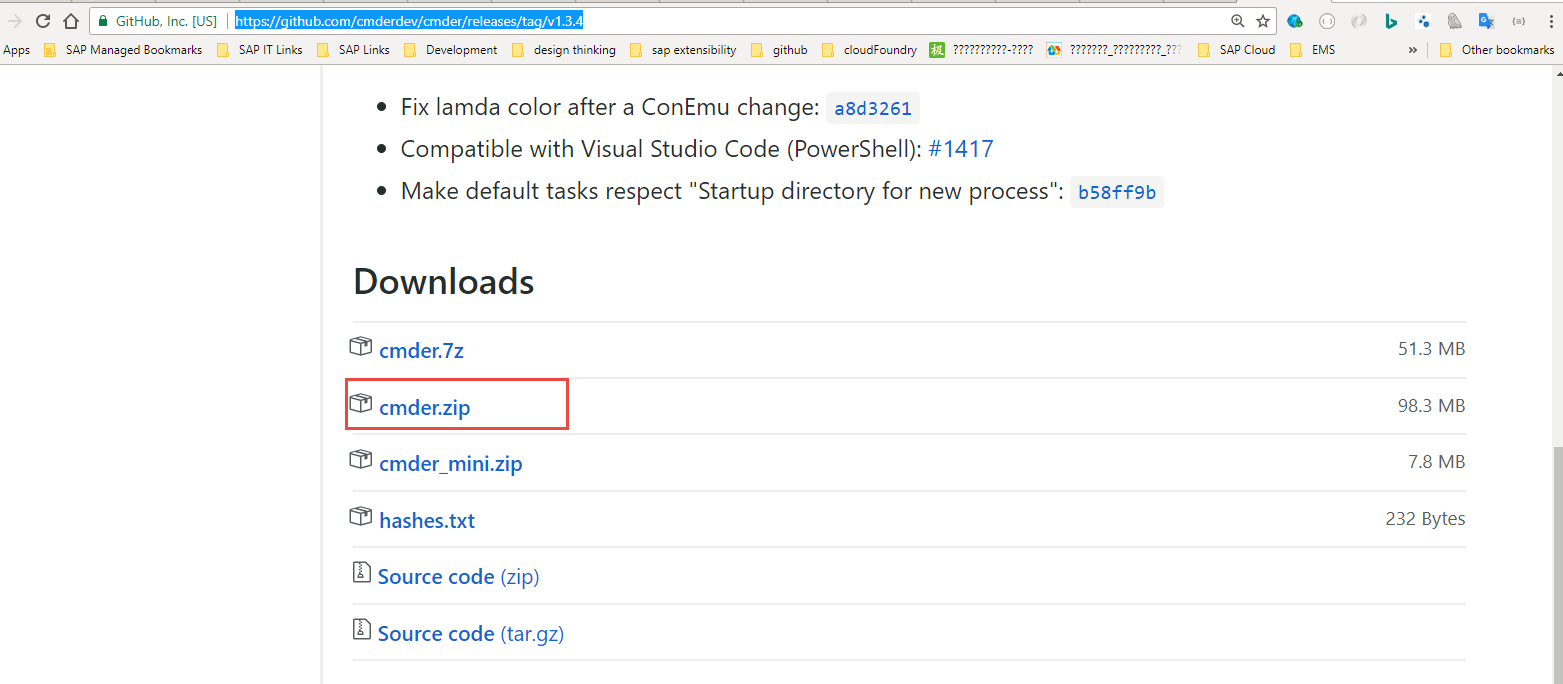 GitHub, Inc. [US] https://github.com/cmderdev/cmder/releases/tag/v1.3.4
Apps SAP Managed Bookmarks SAP IT Links SAP Links Development design thinking sap extensibility github cloudFoundry 极 ??????????-???? ???????_?????????_??? SAP Cloud EMS » Other bookmarks
• Fix lamda color after a ConEmu change: a8d3261
• Compatible with Visual Studio Code (PowerShell): #1417
• Make default tasks respect "Startup directory for new process": b58ff9b
Downloads
cmder.7z 51.3 MB
cmder.zip 98.3 MB
cmder_mini.zip 7.8 MB
hashes.txt 232 Bytes
Source code (zip)
Source code (tar.gz)